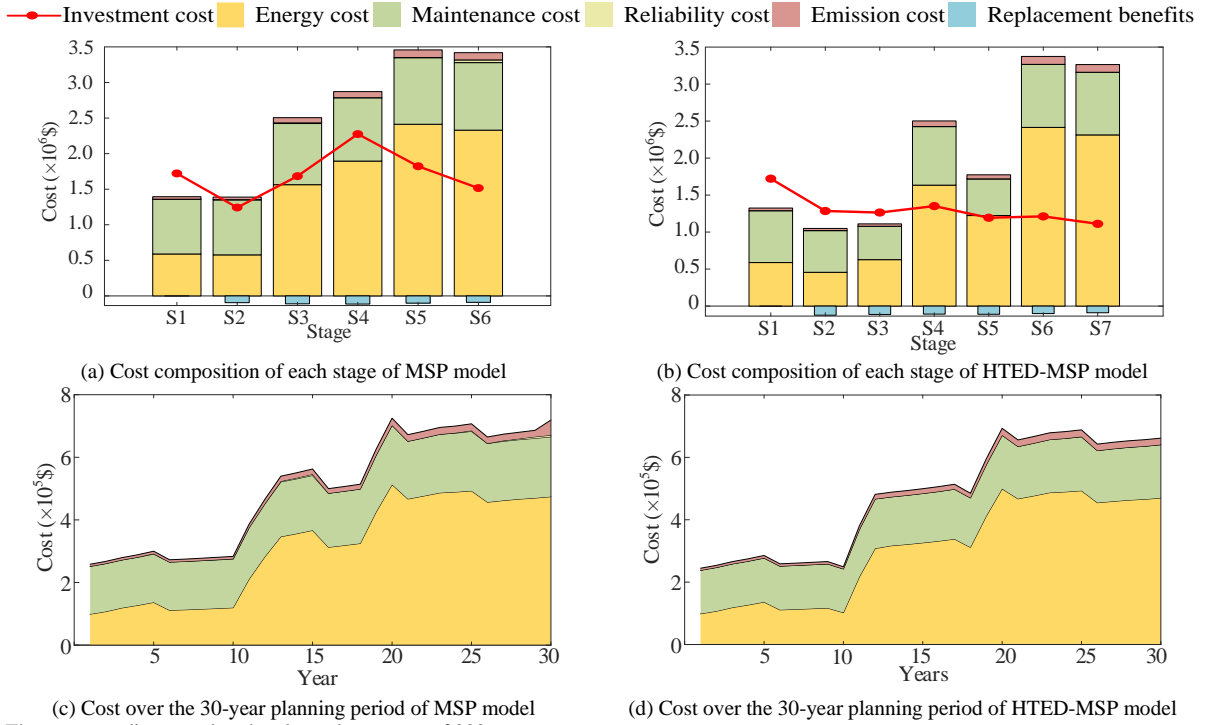 Investment cost Energy cost Maintenance cost Reliability cost Emission cost Replacement benefits
3.5
3.0
2.5
2.0
1.5
1.0
0.5
0
Cost (×10⁶$)
S1 S2 S3 S4 S5 S6
Stage
(a) Cost composition of each stage of MSP model
3.5
3.0
2.5
2.0
1.5
1.0
0.5
0
Cost (×10⁶$)
S1 S2 S3 S4 S5 S6 S7
Stage
(b) Cost composition of each stage of HTED-MSP model
8
6
4
2
0
Cost (×10⁵$)
5 10 15 20 25 30
Year
(c) Cost over the 30-year planning period of MSP model
8
6
4
2
0
Cost (×10⁵$)
5 10 15 20 25 30
Years
(d) Cost over the 30-year planning period of HTED-MSP model